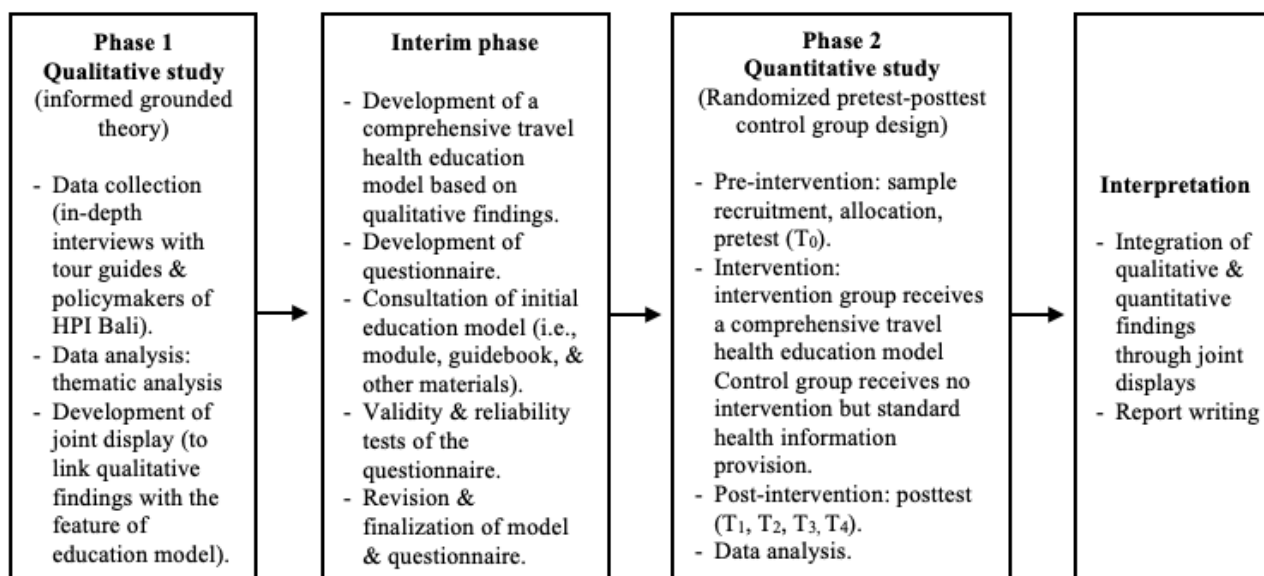 Phase 1
Qualitative study
(informed grounded
theory)
- Data collection
(in-depth
interviews with
tour guides &
policymakers of
HPI Bali).
- Data analysis:
thematic analysis
- Development of
joint display (to
link qualitative
findings with the
feature of
education model).
Interim phase
- Development of a
comprehensive travel
health education
model based on
qualitative findings.
- Development of
questionnaire.
- Consultation of initial
education model (i.e.,
module, guidebook, &
other materials).
- Validity & reliability
tests of the
questionnaire.
- Revision &
finalization of model
& questionnaire.
Phase 2
Quantitative study
(Randomized pretest-posttest
control group design)
- Pre-intervention: sample
recruitment, allocation,
pretest (T₀).
- Intervention:
intervention group receives
a comprehensive travel
health education model
Control group receives no
intervention but standard
health information
provision.
- Post-intervention: posttest
(T₁, T₂, T₃, T₄).
- Data analysis.
Interpretation
- Integration of
qualitative &
quantitative
findings
through joint
displays
- Report writing